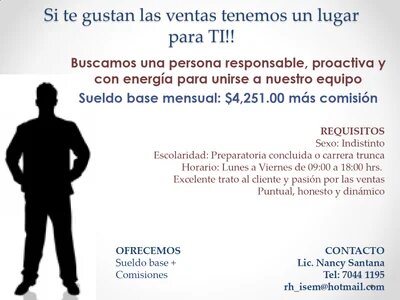 Si te gustan las ventas tenemos un lugar
para TI!!
Buscamos una persona responsable, proactiva y
con energía para unirse a nuestro equipo
Sueldo base mensual: $4,251.00 más comisión
REQUISITOS
Sexo: Indistinto
Escolaridad: Preparatoria concluida o carrera trunca
Horario: Lunes a Viernes de 09:00 a 18:00 hrs.
Excelente trato al cliente y pasión por las ventas
Puntual, honesto y dinámico
OFRECEMOS
Sueldo base +
Comisiones
CONTACTO
Lic. Nancy Santana
Tel: 7044 1195
rh_isem@hotmail.com